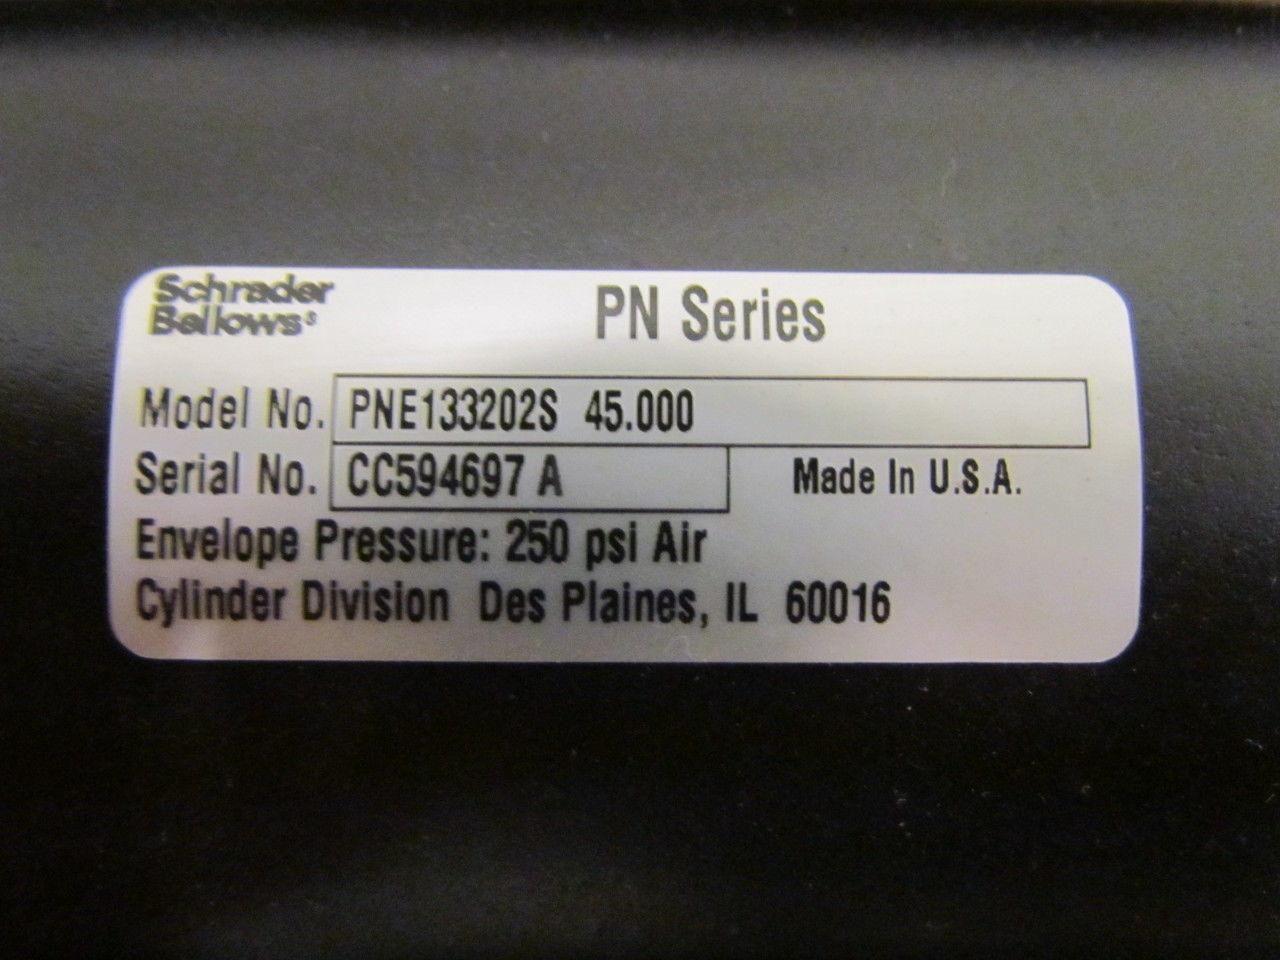 Schrader
Bellows®
PN Series
Model No. PNE133202S 45.000
Serial No. CC594697 A
Made In U.S.A.
Envelope Pressure: 250 psi Air
Cylinder Division Des Plaines, IL 60016